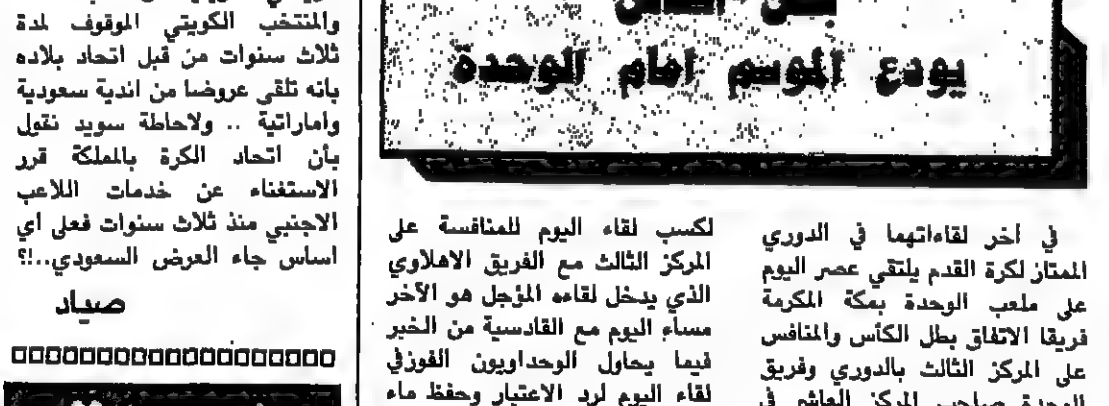 يودع الموسم امام الوحدة
في آخر لقاءاتهما في الدوري
الممتاز لكرة القدم يلتقي عصر اليوم
على ملعب الوحدة بمكة المكرمة
فريقا الاتفاق بطل الكأس والمنافس
على المركز الثالث بالدوري وفريق
الوحدة صاحب المركز العاشر في
لكسب لقاء اليوم للمنافسة على
المركز الثالث مع الفريق الاهلاوي
الذي يدخل لقاءه المؤجل هو الآخر
مساء اليوم مع القادسية من الخبر
فيما يحاول الوحداويون الفوزفي
لقاء اليوم لرد الاعتبار وحفظ ماء
والمنتخب الكويتي الموقوف لمدة
ثلاث سنوات من قبل اتحاد بلاده
بانه تلقى عروضا من اندية سعودية
واماراتية .. ولاحاطة سويد نقول
بأن اتحاد الكرة بالمملكة قرر
الاستغناء عن خدمات اللاعب
الاجنبي منذ ثلاث سنوات فعلى اي
اساس جاء العرض السعودي..!؟
صياد